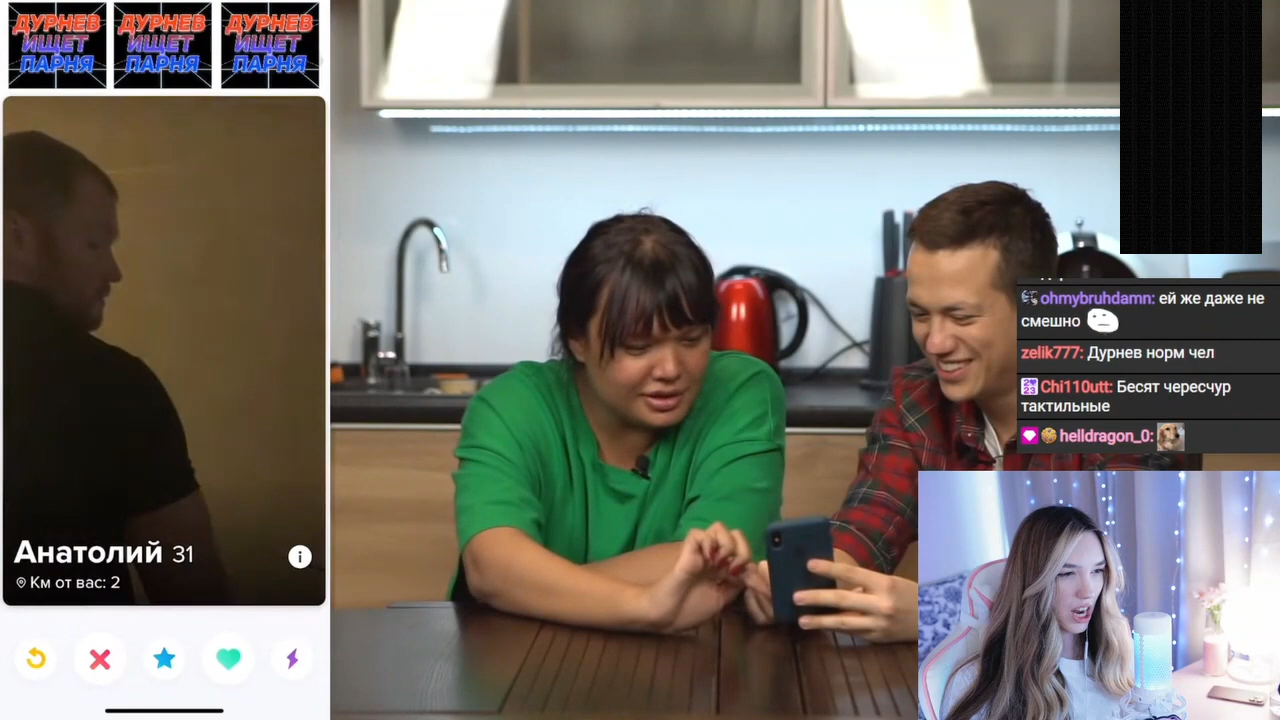 ДУРНЕВ
ИЩЕТ
ПАРНЯ
ДУРНЕВ
ИЩЕТ
ПАРНЯ
ДУРНЕВ
ИЩЕТ
ПАРНЯ
Анатолий 31
Км от вас: 2
ohmybruhdamn: ей же даже не
смешно
zelik777: Дурнев норм чел
Chi110utt: Бесят чересчур
тактильные
helldragon_0: